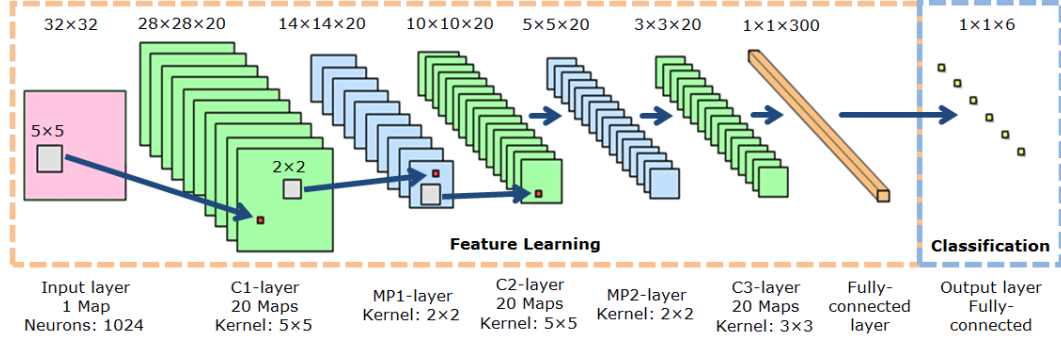 32×32
28×28×20
14×14×20
10×10×20
5×5×20
3×3×20
1×1×300
1×1×6
5×5
2×2
Feature Learning
Classification
Input layer
1 Map
Neurons: 1024
C1-layer
20 Maps
Kernel: 5×5
MP1-layer
Kernel: 2×2
C2-layer
20 Maps
Kernel: 5×5
MP2-layer
Kernel: 2×2
C3-layer
20 Maps
Kernel: 3×3
Fully-
connected
layer
Output layer
Fully-
connected